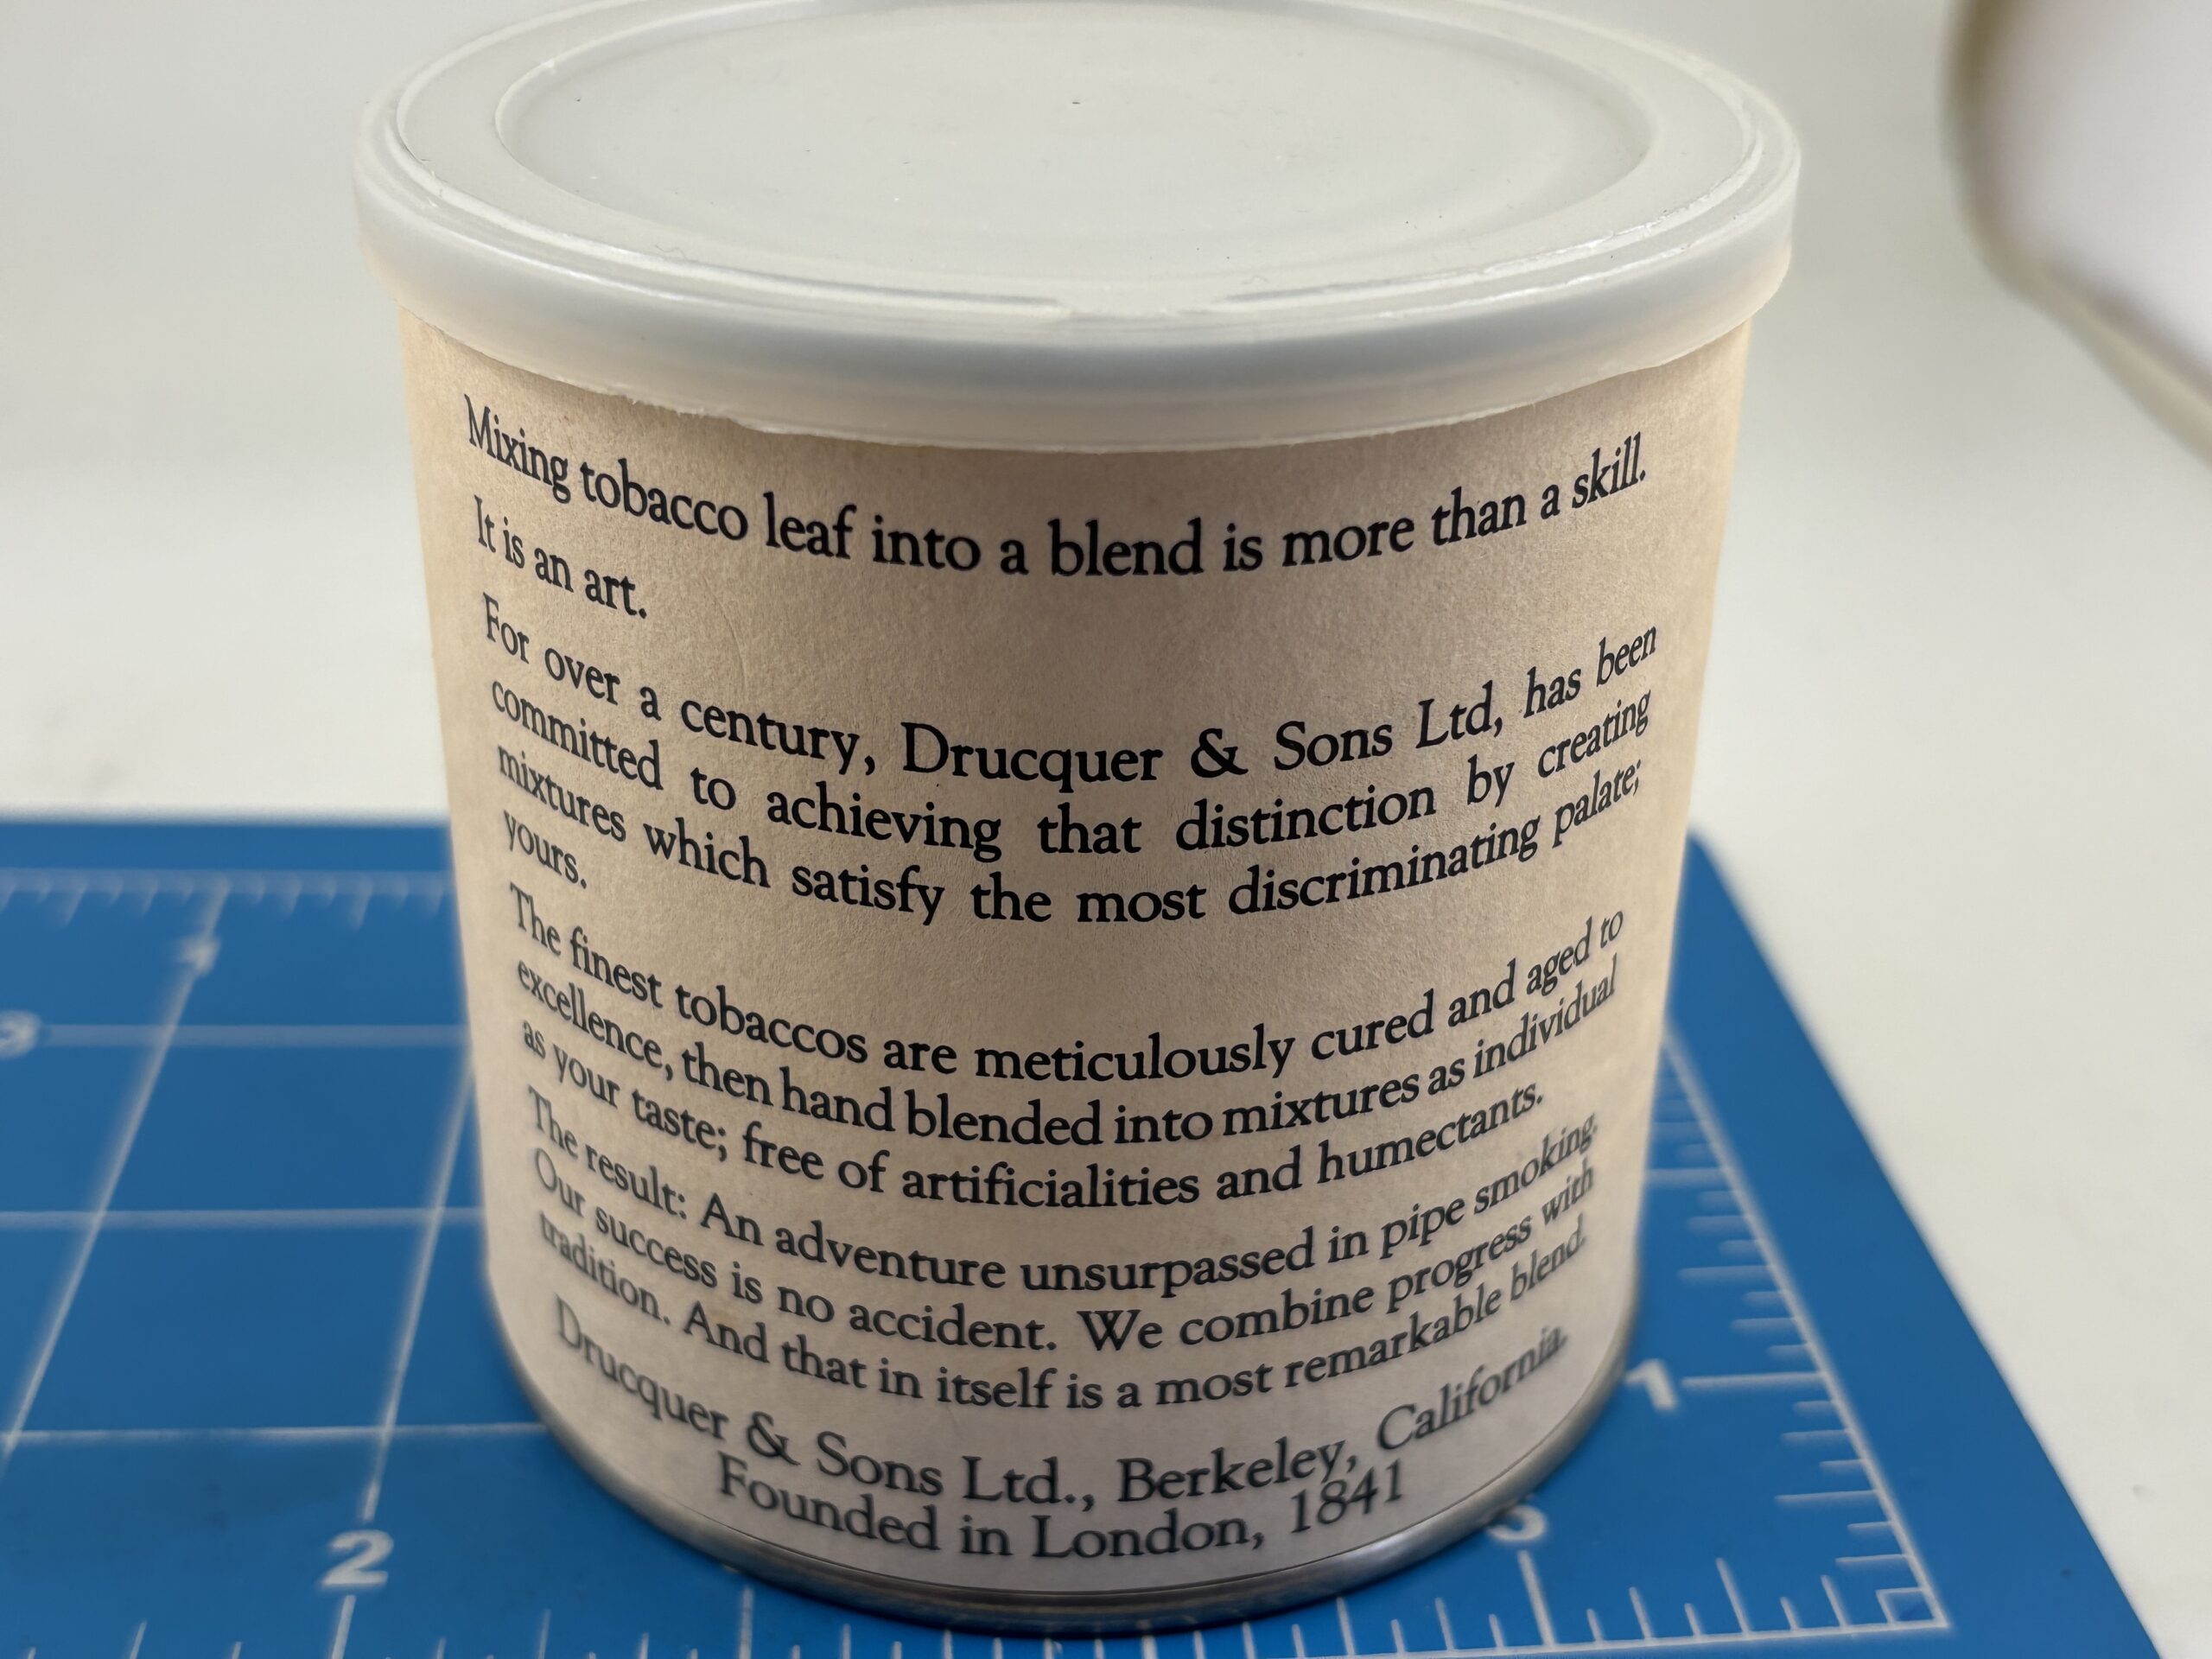 Mixing tobacco leaf into a blend is more than a skill.
It is an art.
For over a century, Drucquer & Sons Ltd, has been
committed to achieving that distinction by creating
mixtures which satisfy the most discriminating palate;
yours.
The finest tobaccos are meticulously cured and aged to
excellence, then hand blended into mixtures as individual
as your taste; free of artificialities and humectants.
The result: An adventure unsurpassed in pipe smoking.
Our success is no accident. We combine progress with
tradition. And that in itself is a most remarkable blend.
Drucquer & Sons Ltd., Berkeley, California.
Founded in London, 1841
3
2
1